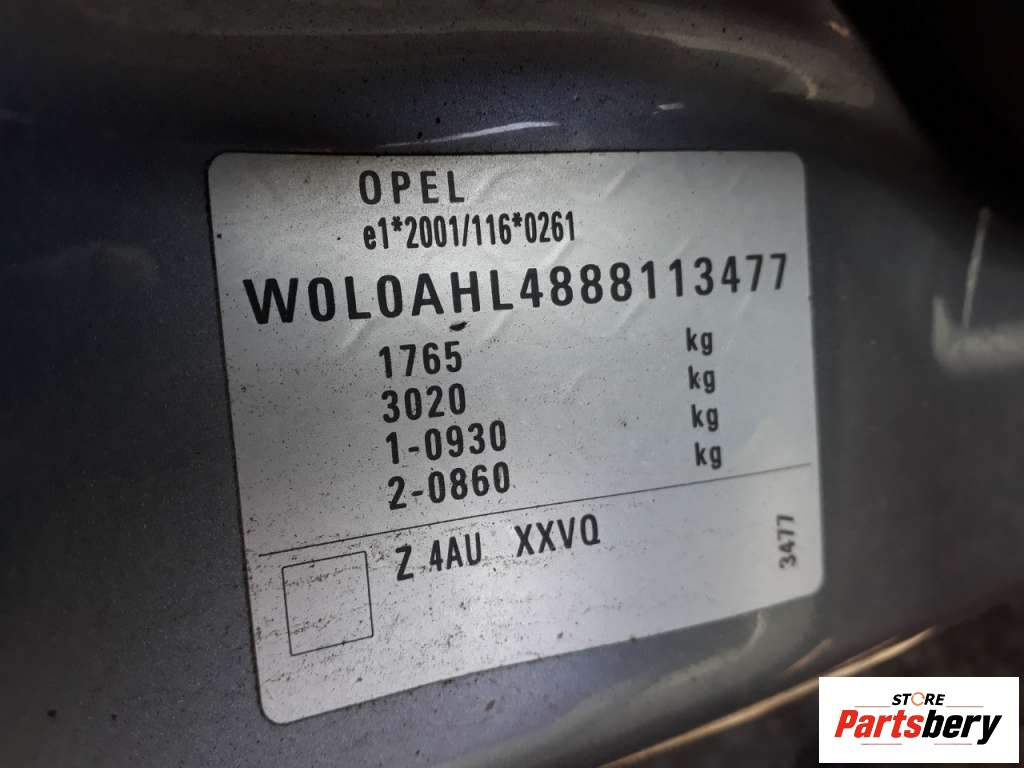 OPEL
e1*2001/116*0261
W0L0AHL4888113477
1765 kg
3020 kg
1-0930 kg
2-0860 kg
Z 4AU XXVQ
3477
STORE
Partsbery